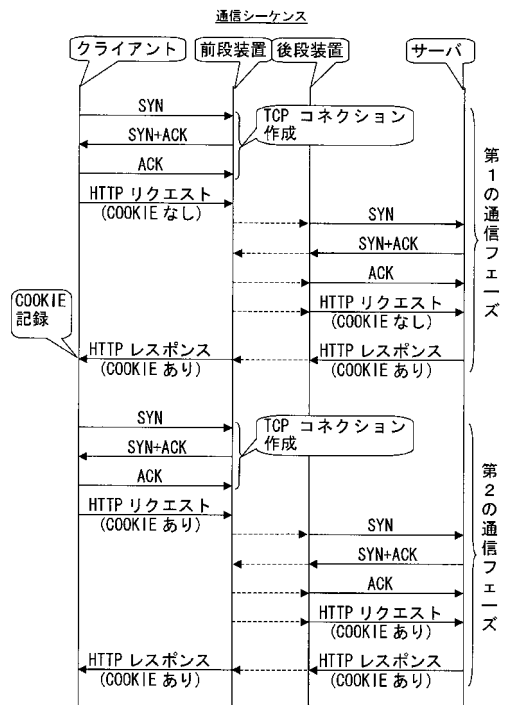 通信シーケンス
クライアント
前段装置
後段装置
サーバ
SYN
TCP コネクション
作成
SYN+ACK
ACK
HTTP リクエスト
(COOKIE なし)
SYN
SYN+ACK
ACK
HTTP リクエスト
(COOKIE なし)
COOKIE
記録
HTTP レスポンス
(COOKIE あり)
HTTP レスポンス
(COOKIE あり)
第1の通信フェーズ
SYN
TCP コネクション
作成
SYN+ACK
ACK
HTTP リクエスト
(COOKIE あり)
SYN
SYN+ACK
ACK
HTTP リクエスト
(COOKIE あり)
HTTP レスポンス
(COOKIE あり)
HTTP レスポンス
(COOKIE あり)
第2の通信フェーズ